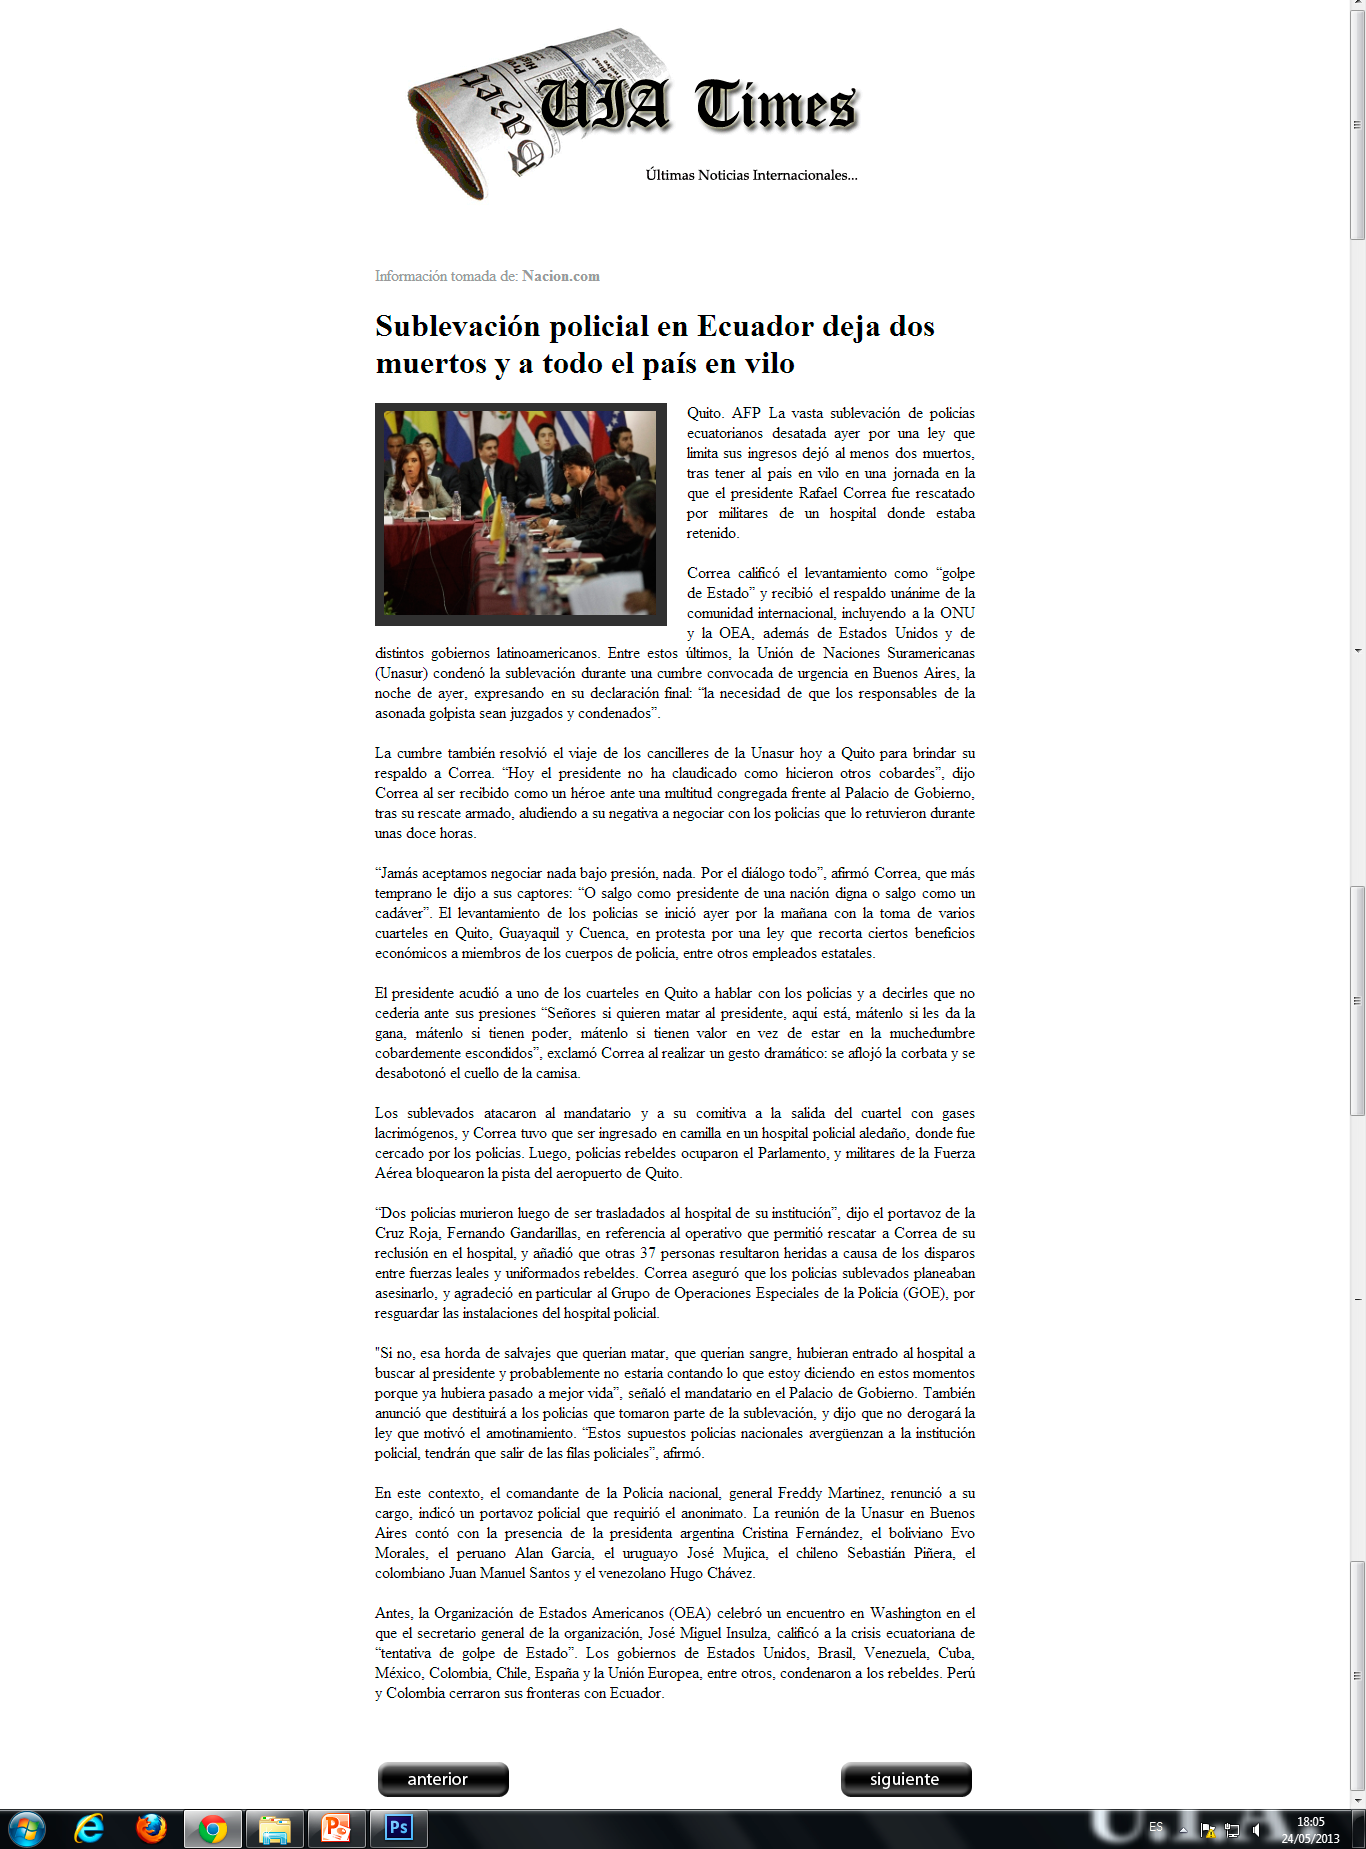 UIA Times
Últimas Noticias Internacionales...
Información tomada de: Nacion.com
Sublevación policial en Ecuador deja dos
muertos y a todo el país en vilo
Quito. AFP La vasta sublevación de policías
ecuatorianos desatada ayer por una ley que
limita sus ingresos dejó al menos dos muertos,
tras tener al país en vilo en una jornada en la
que el presidente Rafael Correa fue rescatado
por militares de un hospital donde estaba
retenido.
Correa calificó el levantamiento como “golpe
de Estado” y recibió el respaldo unánime de la
comunidad internacional, incluyendo a la ONU
y la OEA, además de Estados Unidos y de
distintos gobiernos latinoamericanos. Entre estos últimos, la Unión de Naciones Suramericanas
(Unasur) condenó la sublevación durante una cumbre convocada de urgencia en Buenos Aires, la
noche de ayer, expresando en su declaración final: “la necesidad de que los responsables de la
asonada golpista sean juzgados y condenados”.
La cumbre también resolvió el viaje de los cancilleres de la Unasur hoy a Quito para brindar su
respaldo a Correa. “Hoy el presidente no ha claudicado como hicieron otros cobardes”, dijo
Correa al ser recibido como un héroe ante una multitud congregada frente al Palacio de Gobierno,
tras su rescate armado, aludiendo a su negativa a negociar con los policías que lo retuvieron durante
unas doce horas.
“Jamás aceptamos negociar nada bajo presión, nada. Por el diálogo todo”, afirmó Correa, que más
temprano le dijo a sus captores: “O salgo como presidente de una nación digna o salgo como un
cadáver”. El levantamiento de los policías se inició ayer por la mañana con la toma de varios
cuarteles en Quito, Guayaquil y Cuenca, en protesta por una ley que recorta ciertos beneficios
económicos a miembros de los cuerpos de policía, entre otros empleados estatales.
El presidente acudió a uno de los cuarteles en Quito a hablar con los policías y a decirles que no
cedería ante sus presiones “Señores si quieren matar al presidente, aquí está, mátenlo si les da la
gana, mátenlo si tienen poder, mátenlo si tienen valor en vez de estar en la muchedumbre
cobardemente escondidos”, exclamó Correa al realizar un gesto dramático: se aflojó la corbata y se
desabotonó el cuello de la camisa.
Los sublevados atacaron al mandatario y a su comitiva a la salida del cuartel con gases
lacrimógenos, y Correa tuvo que ser ingresado en camilla en un hospital policial aledaño, donde fue
cercado por los policías. Luego, policías rebeldes ocuparon el Parlamento, y militares de la Fuerza
Aérea bloquearon la pista del aeropuerto de Quito.
“Dos policías murieron luego de ser trasladados al hospital de su institución”, dijo el portavoz de la
Cruz Roja, Fernando Gandarillas, en referencia al operativo que permitió rescatar a Correa de su
reclusión en el hospital, y añadió que otras 37 personas resultaron heridas a causa de los disparos
entre fuerzas leales y uniformados rebeldes. Correa aseguró que los policías sublevados planeaban
asesinarlo, y agradeció en particular al Grupo de Operaciones Especiales de la Policía (GOE), por
resguardar las instalaciones del hospital policial.
"Si no, esa horda de salvajes que querían matar, que querían sangre, hubieran entrado al hospital a
buscar al presidente y probablemente no estaría contando lo que estoy diciendo en estos momentos
porque ya hubiera pasado a mejor vida”, señaló el mandatario en el Palacio de Gobierno. También
anunció que destituirá a los policías que tomaron parte de la sublevación, y dijo que no derogará la
ley que motivó el amotinamiento. “Estos supuestos policías nacionales avergüenzan a la institución
policial, tendrán que salir de las filas policiales”, afirmó.
En este contexto, el comandante de la Policía nacional, general Freddy Martínez, renunció a su
cargo, indicó un portavoz policial que requirió el anonimato. La reunión de la Unasur en Buenos
Aires contó con la presencia de la presidenta argentina Cristina Fernández, el boliviano Evo
Morales, el peruano Alan García, el uruguayo José Mujica, el chileno Sebastián Piñera, el
colombiano Juan Manuel Santos y el venezolano Hugo Chávez.
Antes, la Organización de Estados Americanos (OEA) celebró un encuentro en Washington en el
que el secretario general de la organización, José Miguel Insulza, calificó a la crisis ecuatoriana de
“tentativa de golpe de Estado”. Los gobiernos de Estados Unidos, Brasil, Venezuela, Cuba,
México, Colombia, Chile, España y la Unión Europea, entre otros, condenaron a los rebeldes. Perú
y Colombia cerraron sus fronteras con Ecuador.
anterior
siguiente
Ps
ES
18:05
24/05/2013